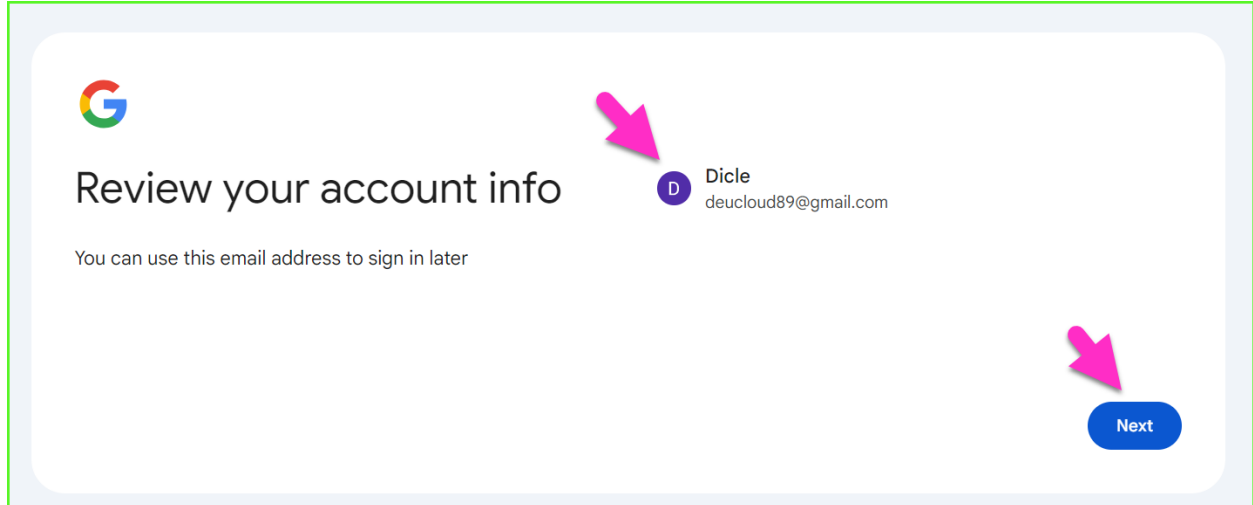 Review your account info
You can use this email address to sign in later
D
Dicle
deucloud89@gmail.com
Next